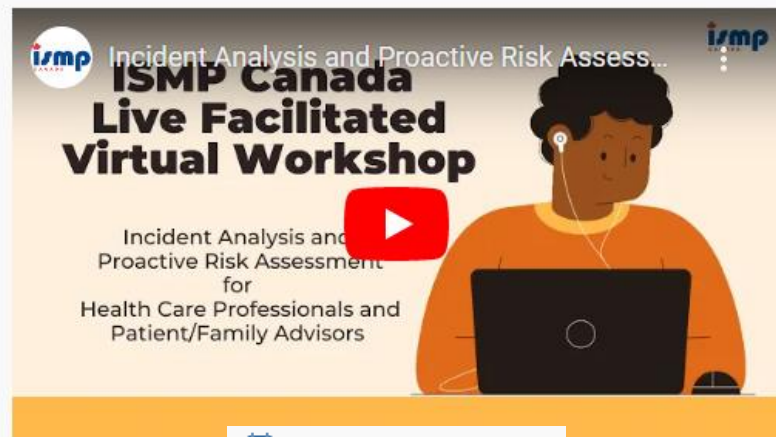 ismp
CANADA
Incident Analysis and Proactive Risk Assess...
ismp
ISMP Canada
Live Facilitated
Virtual Workshop
Incident Analysis and
Proactive Risk Assessment
for
Health Care Professionals and
Patient/Family Advisors